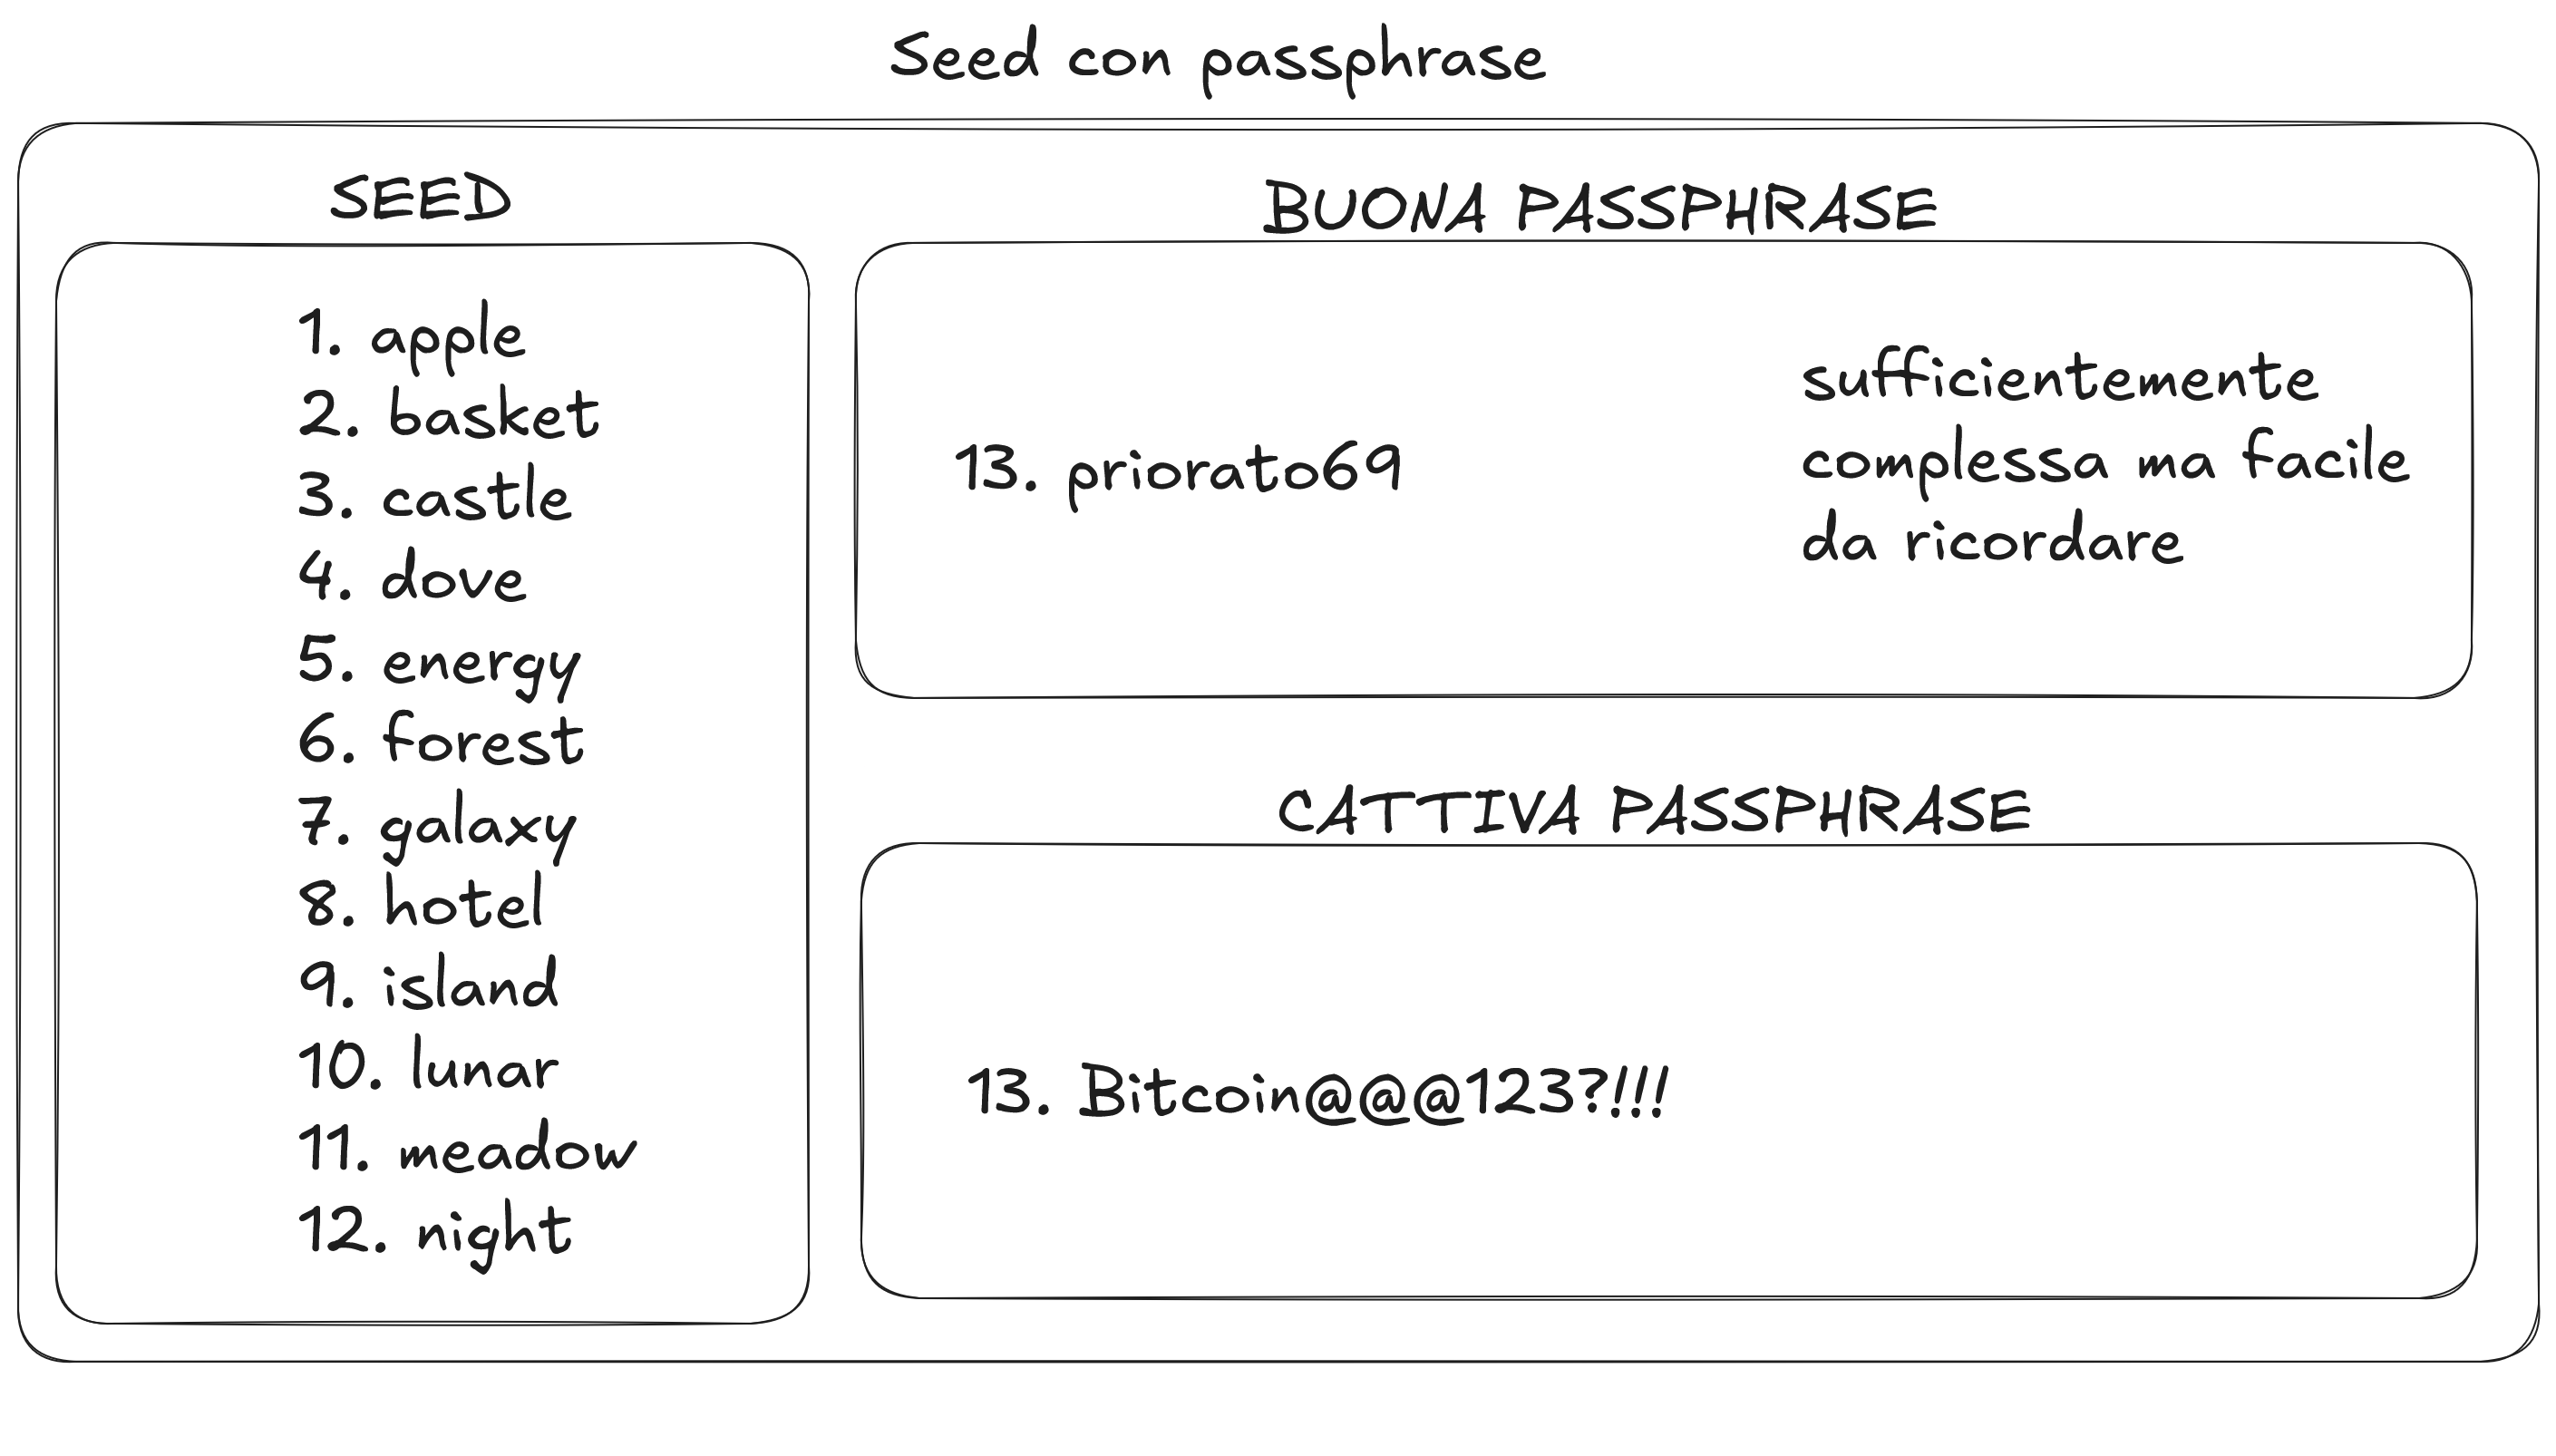 Seed con passphrase
SEED
1. apple
2. basket
3. castle
4. dove
5. energy
6. forest
7. galaxy
8. hotel
9. island
10. lunar
11. meadow
12. night
BUONA PASSPHRASE
13. priorato69
sufficientemente
complessa ma facile
da ricordare
CATTIVA PASSPHRASE
13. Bitcoin@@@123?!!!